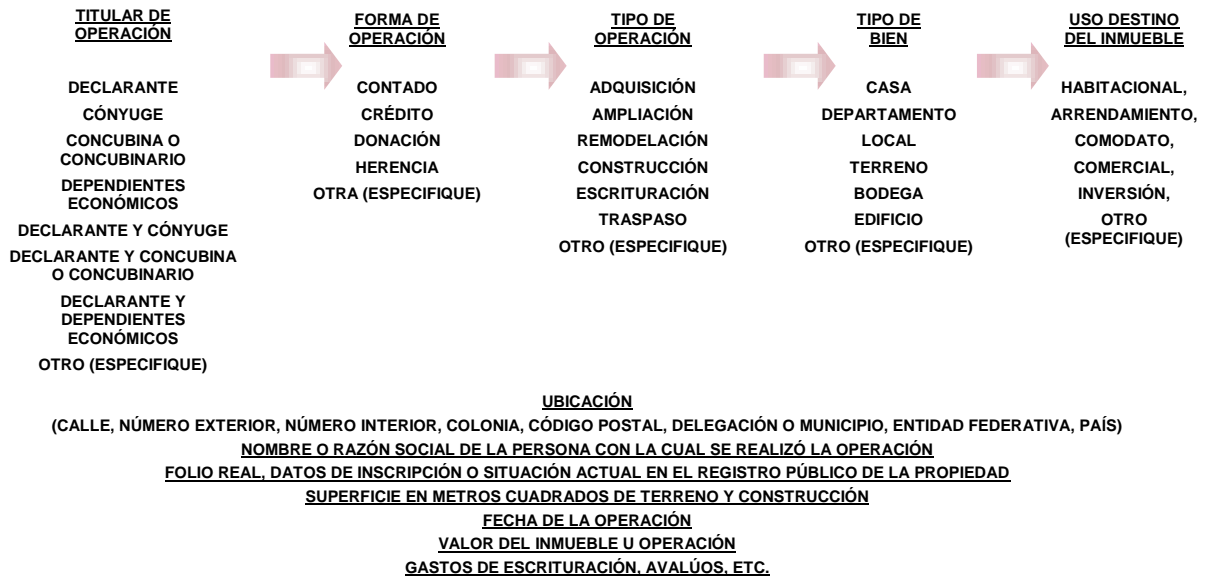 TITULAR DE
OPERACIÓN
DECLARANTE
CÓNYUGE
CONCUBINA O
CONCUBINARIO
DEPENDIENTES
ECONÓMICOS
DECLARANTE Y CÓNYUGE
DECLARANTE Y CONCUBINA
O CONCUBINARIO
DECLARANTE Y
DEPENDIENTES
ECONÓMICOS
OTRO (ESPECIFIQUE)
FORMA DE
OPERACIÓN
CONTADO
CRÉDITO
DONACIÓN
HERENCIA
OTRA (ESPECIFIQUE)
TIPO DE
OPERACIÓN
ADQUISICIÓN
AMPLIACIÓN
REMODELACIÓN
CONSTRUCCIÓN
ESCRITURACIÓN
TRASPASO
OTRO (ESPECIFIQUE)
TIPO DE
BIEN
CASA
DEPARTAMENTO
LOCAL
TERRENO
BODEGA
EDIFICIO
OTRO (ESPECIFIQUE)
USO DESTINO
DEL INMUEBLE
HABITACIONAL,
ARRENDAMIENTO,
COMODATO,
COMERCIAL,
INVERSIÓN,
OTRO
(ESPECIFIQUE)
UBICACIÓN
(CALLE, NÚMERO EXTERIOR, NÚMERO INTERIOR, COLONIA, CÓDIGO POSTAL, DELEGACIÓN O MUNICIPIO, ENTIDAD FEDERATIVA, PAÍS)
NOMBRE O RAZÓN SOCIAL DE LA PERSONA CON LA CUAL SE REALIZÓ LA OPERACIÓN
FOLIO REAL, DATOS DE INSCRIPCIÓN O SITUACIÓN ACTUAL EN EL REGISTRO PÚBLICO DE LA PROPIEDAD
SUPERFICIE EN METROS CUADRADOS DE TERRENO Y CONSTRUCCIÓN
FECHA DE LA OPERACIÓN
VALOR DEL INMUEBLE U OPERACIÓN
GASTOS DE ESCRITURACIÓN, AVALÚOS, ETC.